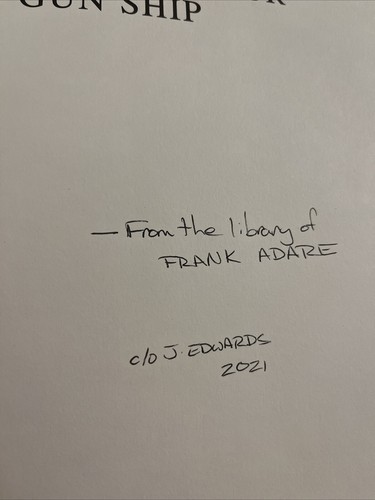 GUN SHIP
— From the library of
FRANK ADARE
c/o J. EDWARDS
2021